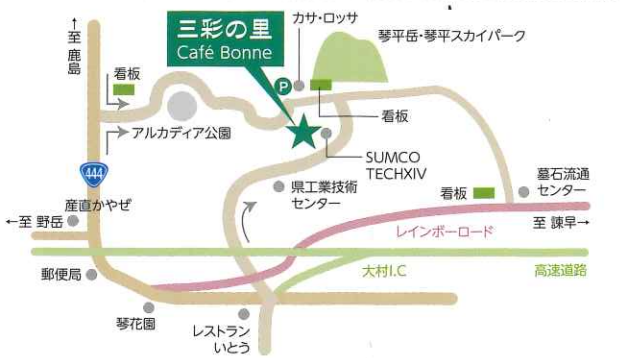 カサ・ロッサ
三彩の里
Café Bonne
琴平岳・琴平スカイパーク
↑至 鹿島
看板
P
看板
アルカディア公園
SUMCO
TECHXIV
444
県工業技術
センター
看板
墓石流通
センター
産直かやぜ
←至 野岳
至 諫早→
レインボーロード
大村I.C
高速道路
郵便局
琴花園
レストラン
いとう